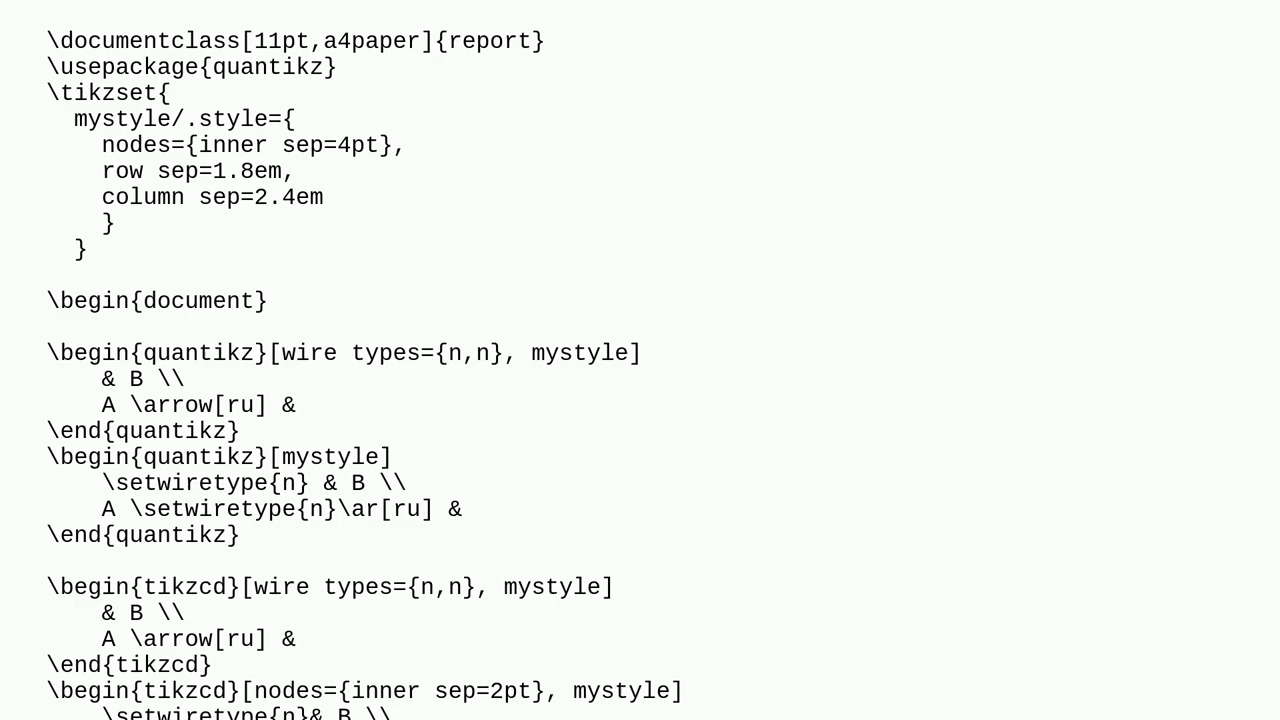 \documentclass[11pt,a4paper]{report}
\usepackage{quantikz}
\tikzset{
  mystyle/.style={
    nodes={inner sep=4pt},
    row sep=1.8em,
    column sep=2.4em
    }
  }

\begin{document}

\begin{quantikz}[wire types={n,n}, mystyle]
    & B \\
    A \arrow[ru] &
\end{quantikz}
\begin{quantikz}[mystyle]
    \setwiretype{n} & B \\
    A \setwiretype{n}\ar[ru] &
\end{quantikz}

\begin{tikzcd}[wire types={n,n}, mystyle]
    & B \\
    A \arrow[ru] &
\end{tikzcd}
\begin{tikzcd}[nodes={inner sep=2pt}, mystyle]
    \setwiretype{n}& B \\